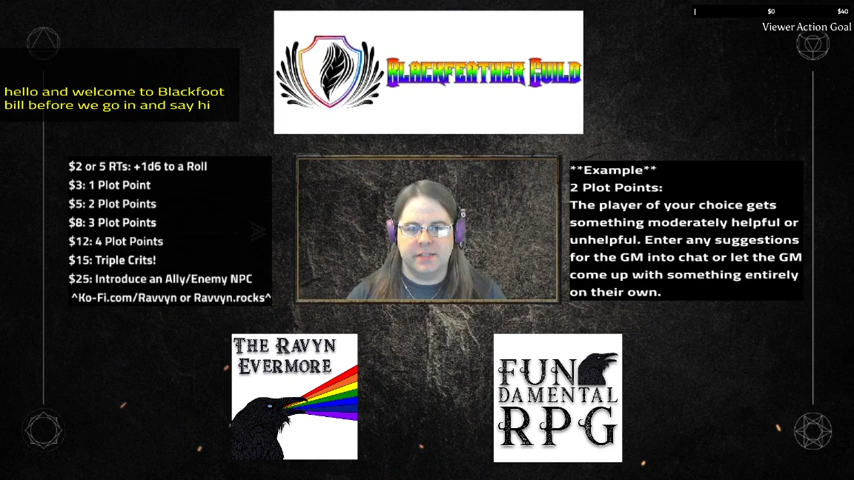 $0 $40
Viewer Action Goal
BLACKFEATHER GUILD
hello and welcome to Blackfoot
bill before we go in and say hi
$2 or 5 RTs: +1d6 to a Roll
$3: 1 Plot Point
$5: 2 Plot Points
$8: 3 Plot Points
$12: 4 Plot Points
$15: Triple Crits!
$25: Introduce an Ally/Enemy NPC
^Ko-Fi.com/Ravvyn or Ravvyn.rocks^
**Example**
2 Plot Points:
The player of your choice gets
something moderately helpful or
unhelpful. Enter any suggestions
for the GM into chat or let the GM
come up with something entirely
on their own.
THE RAVYN
EVERMORE
FUN
DAMENTAL
RPG